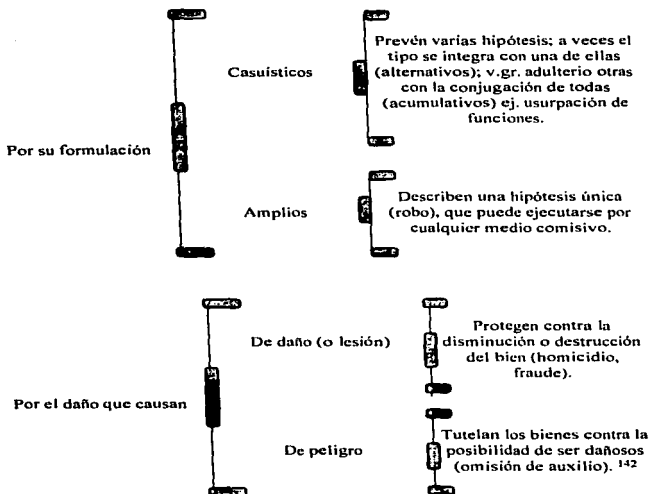 Por su formulación
Casuísticos
Prevén varias hipótesis; a veces el
tipo se integra con una de ellas
(alternativos); v.gr. adulterio otras
con la conjugación de todas
(acumulativos) ej. usurpación de
funciones.
Amplios
Describen una hipótesis única
(robo), que puede ejecutarse por
cualquier medio comisivo.
Por el daño que causan
De daño (o lesión)
Protegen contra la
disminución o destrucción
del bien (homicidio,
fraude).
De peligro
Tutelan los bienes contra la
posibilidad de ser dañosos
(omisión de auxilio). 142